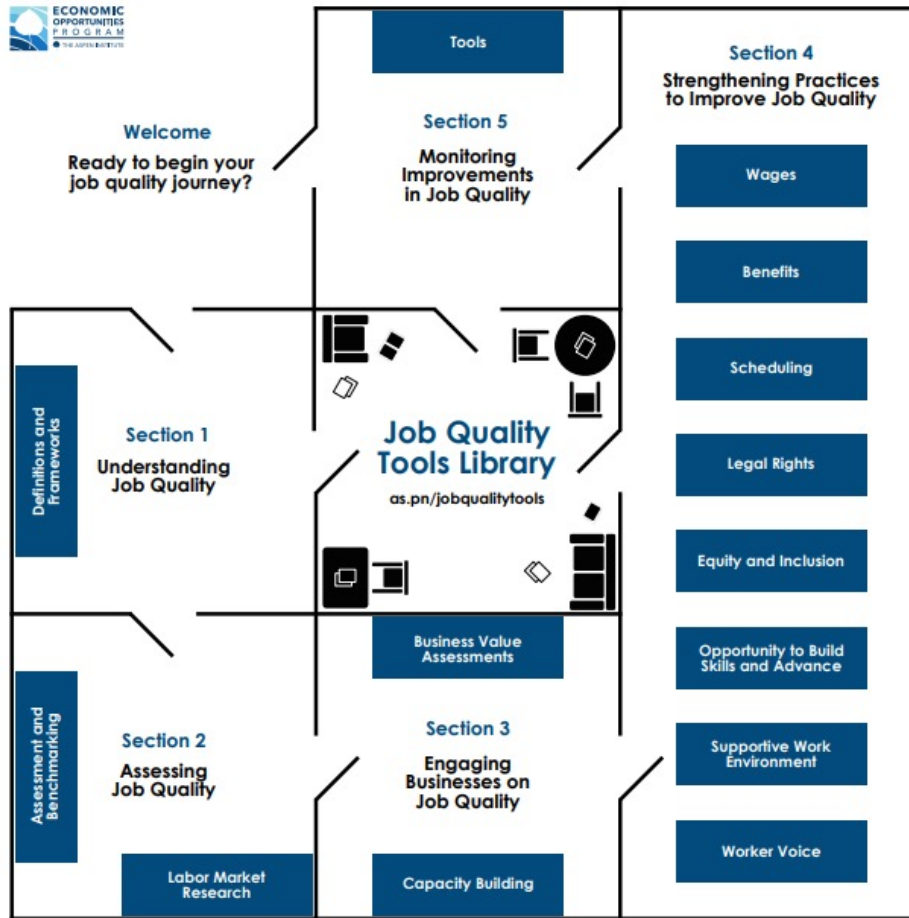 ECONOMIC
OPPORTUNITIES
PROGRAM
THE ASPEN INSTITUTE
Welcome
Ready to begin your
job quality journey?
Tools
Section 5
Monitoring
Improvements
in Job Quality
Section 4
Strengthening Practices
to Improve Job Quality
Wages
Benefits
Scheduling
Legal Rights
Equity and Inclusion
Opportunity to Build
Skills and Advance
Supportive Work
Environment
Worker Voice
Definitions and
Frameworks
Section 1
Understanding
Job Quality
Job Quality
Tools Library
as.pn/jobqualitytools
Assessment and
Benchmarking
Section 2
Assessing
Job Quality
Labor Market
Research
Business Value
Assessments
Section 3
Engaging
Businesses on
Job Quality
Capacity Building